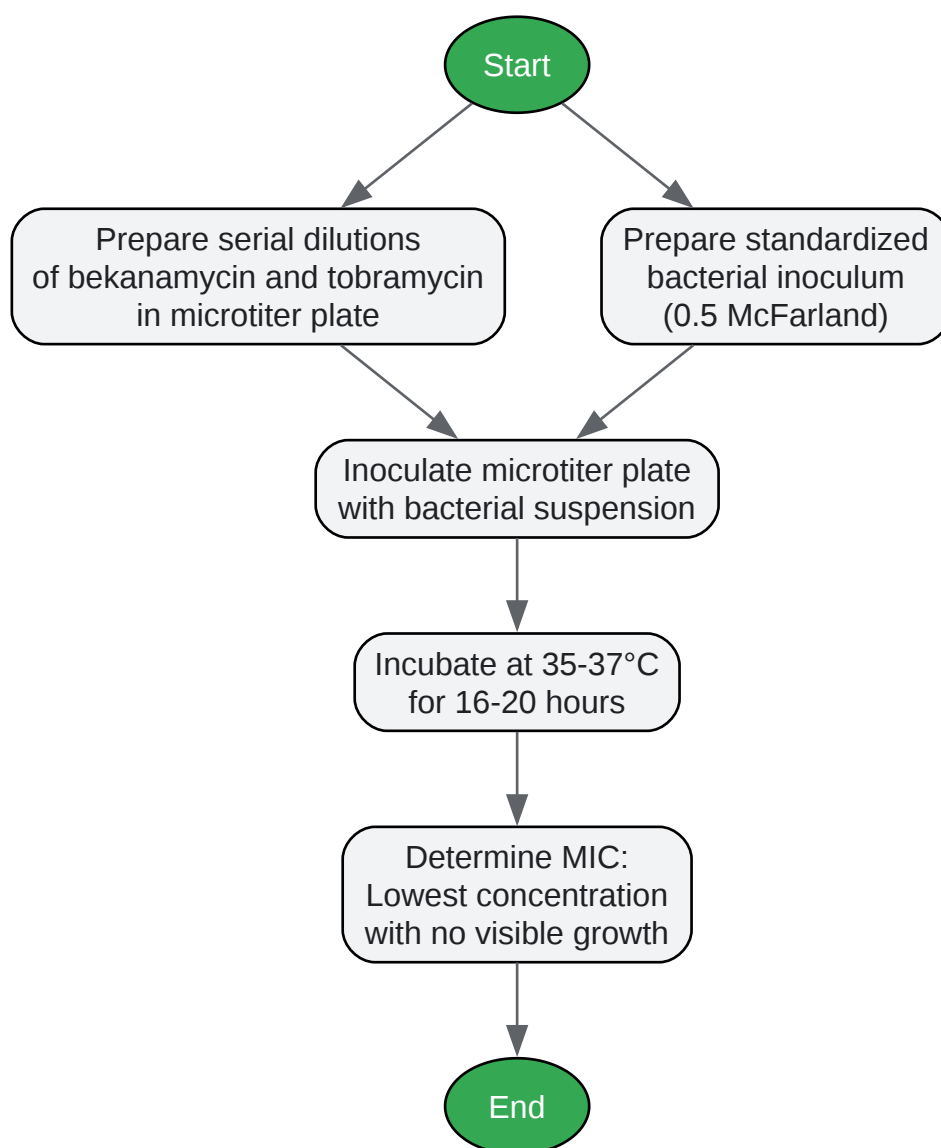 Start
Prepare serial dilutions
of bekanamycin and tobramycin
in microtiter plate
Prepare standardized
bacterial inoculum
(0.5 McFarland)
Inoculate microtiter plate
with bacterial suspension
Incubate at 35-37°C
for 16-20 hours
Determine MIC:
Lowest concentration
with no visible growth
End